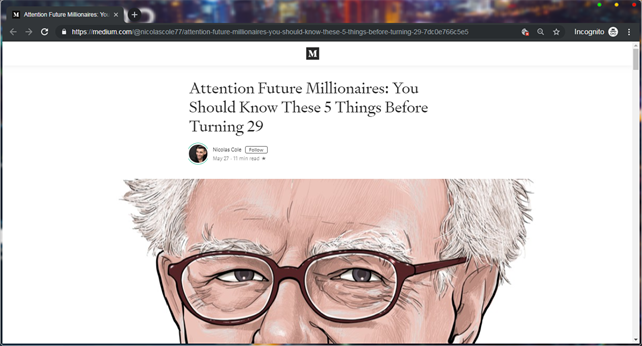 Attention Future Millionaires: You
https://medium.com/@nicolascole77/attention-future-millionaires-you-should-know-these-5-things-before-turning-29-7dc0e766c5e5
Incognito
M
Attention Future Millionaires: You
Should Know These 5 Things Before
Turning 29
Nicolas Cole Follow
May 27 · 11 min read ★